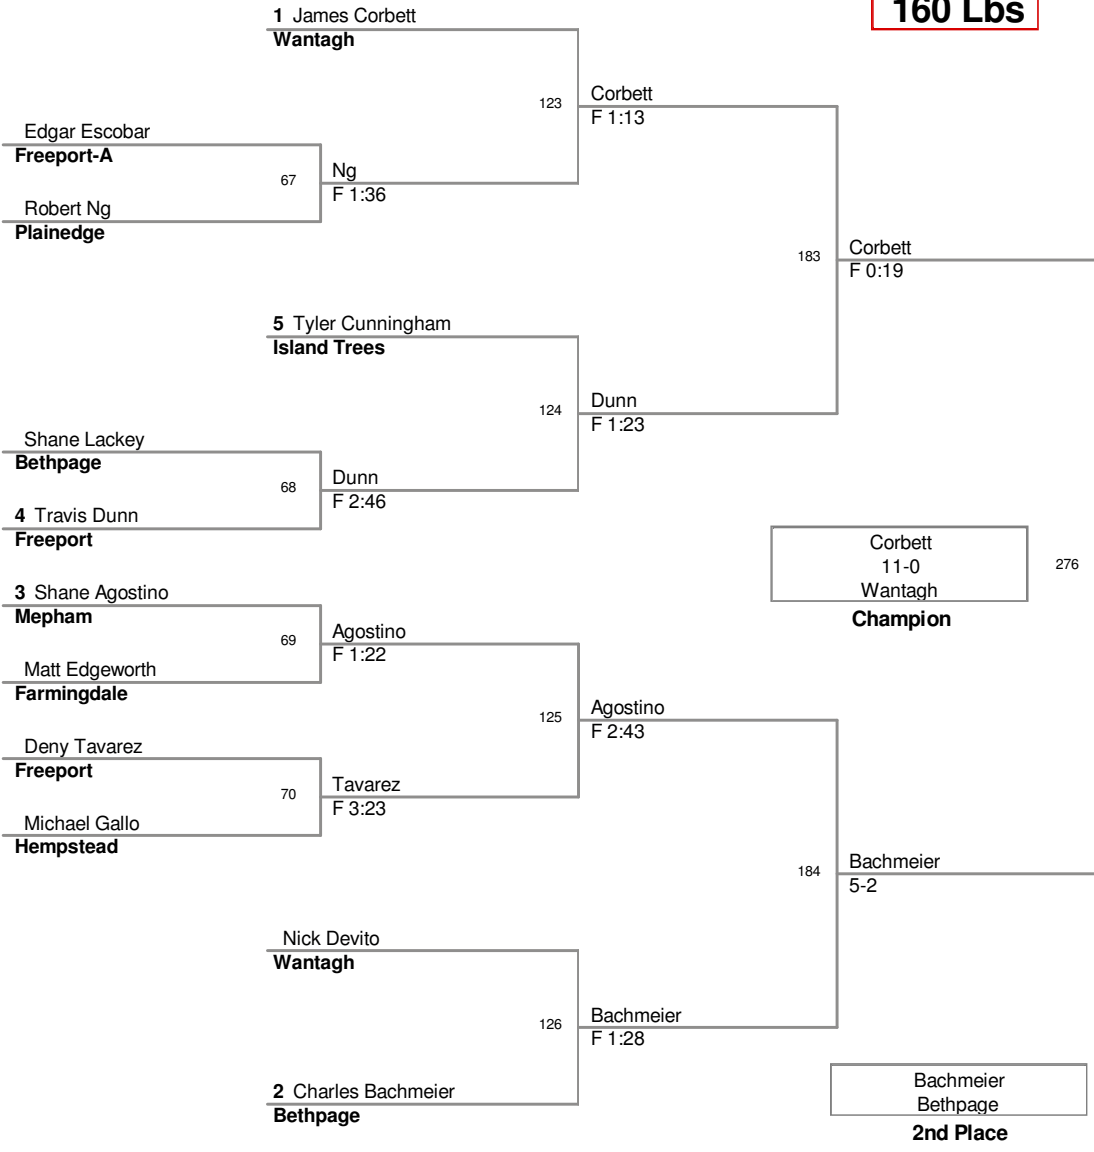 160 Lbs
1 James Corbett
Wantagh
123
Corbett
F 1:13
Edgar Escobar
Freeport-A
67
Ng
F 1:36
Robert Ng
Plainedge
183
Corbett
F 0:19
5 Tyler Cunningham
Island Trees
124
Dunn
F 1:23
Shane Lackey
Bethpage
68
Dunn
F 2:46
4 Travis Dunn
Freeport
Corbett
11-0
Wantagh
276
Champion
3 Shane Agostino
Mepham
69
Agostino
F 1:22
Matt Edgeworth
Farmingdale
125
Agostino
F 2:43
Deny Tavarez
Freeport
70
Tavarez
F 3:23
Michael Gallo
Hempstead
184
Bachmeier
5-2
Nick Devito
Wantagh
126
Bachmeier
F 1:28
2 Charles Bachmeier
Bethpage
Bachmeier
Bethpage
2nd Place